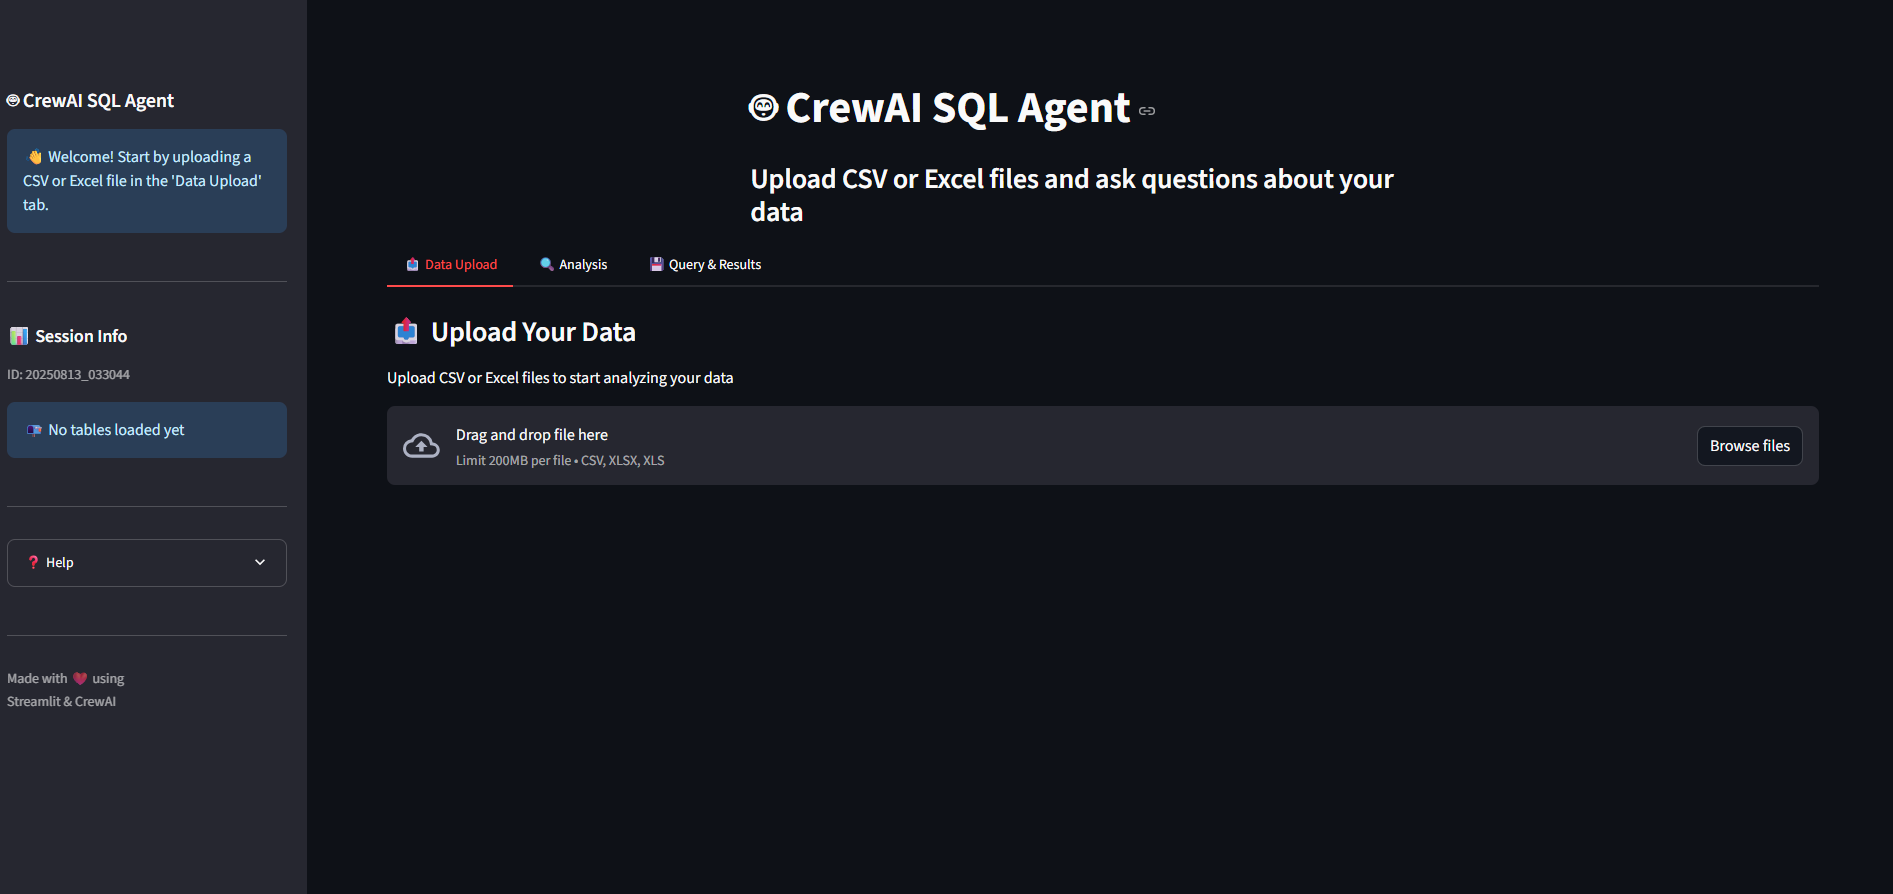 CrewAI SQL Agent
👋 Welcome! Start by uploading a
CSV or Excel file in the 'Data Upload'
tab.
📊 Session Info
ID: 20250813_033044
📭 No tables loaded yet
❓ Help
Made with ❤️ using
Streamlit & CrewAI
CrewAI SQL Agent
Upload CSV or Excel files and ask questions about your
data
📤 Data Upload
🔍 Analysis
💾 Query & Results
📤 Upload Your Data
Upload CSV or Excel files to start analyzing your data
Drag and drop file here
Limit 200MB per file • CSV, XLSX, XLS
Browse files